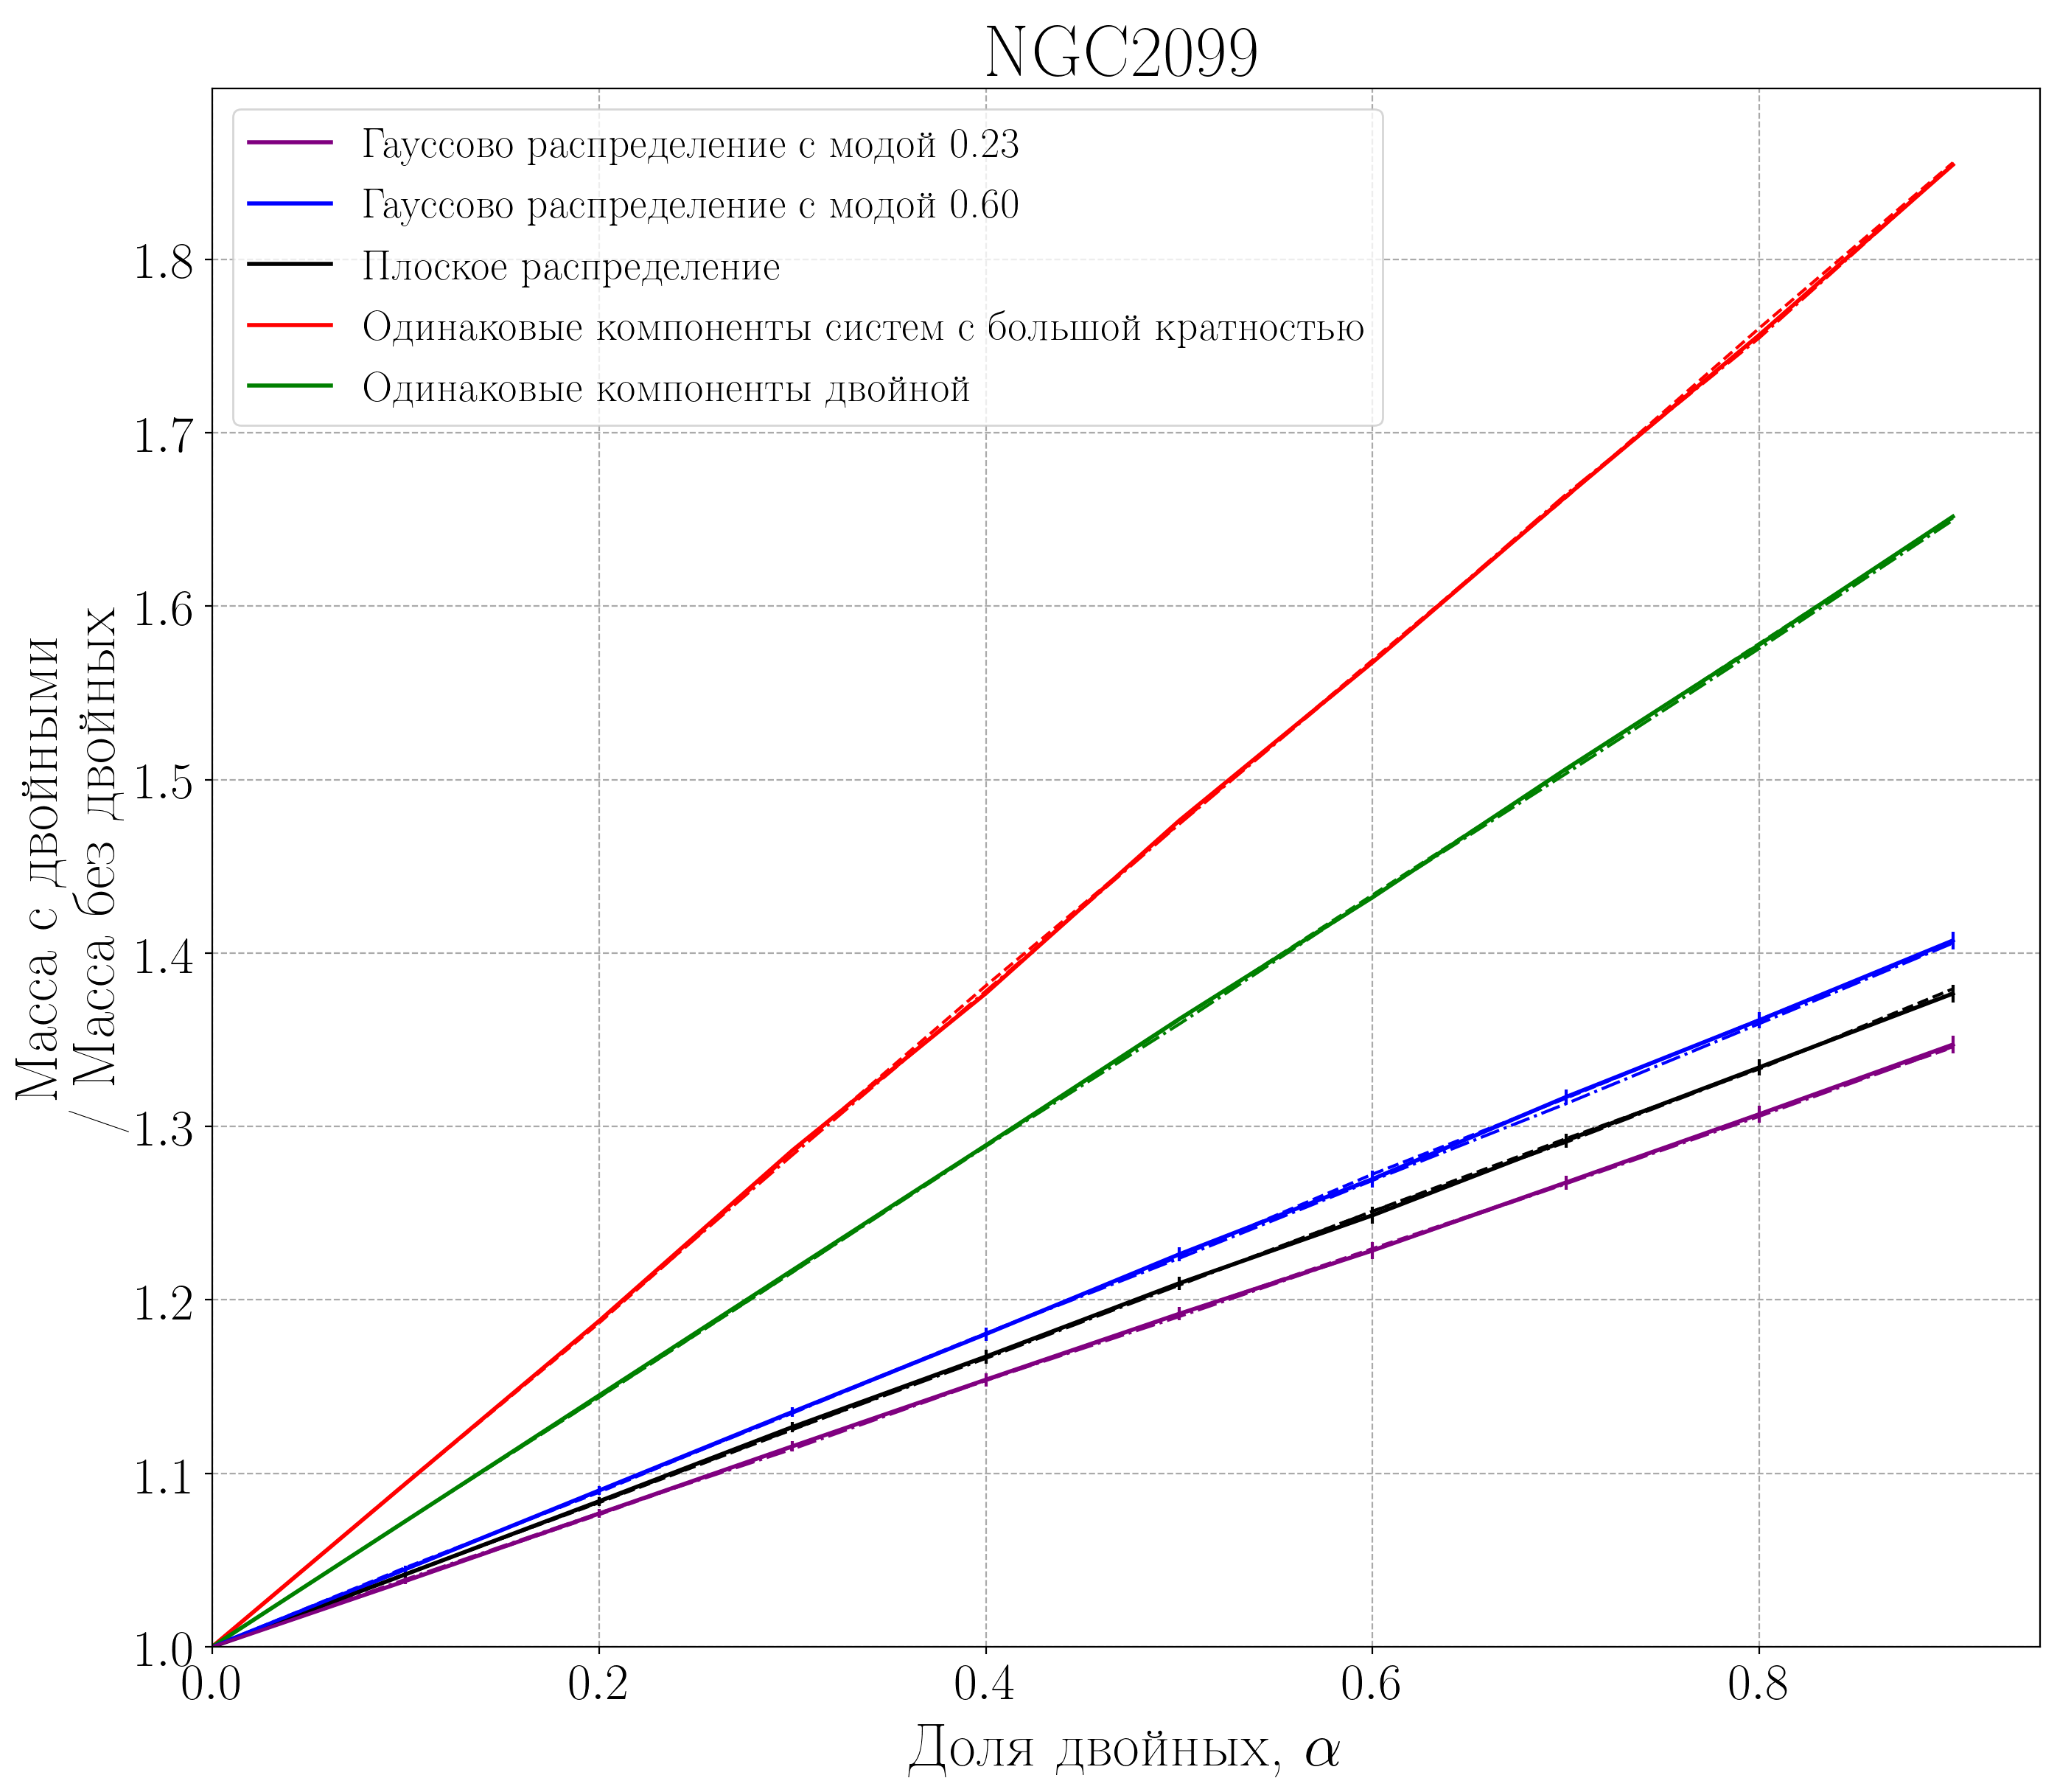 NGC2099
Гауссово распределение с модой 0.23
Гауссово распределение с модой 0.60
Плоское распределение
Одинаковые компоненты систем с большой кратностью
Одинаковые компоненты двойной
Масса с двойными
/ Масса без двойных
1.8
1.7
1.6
1.5
1.4
1.3
1.2
1.1
1.0
0.0 0.2 0.4 0.6 0.8
Доля двойных, α